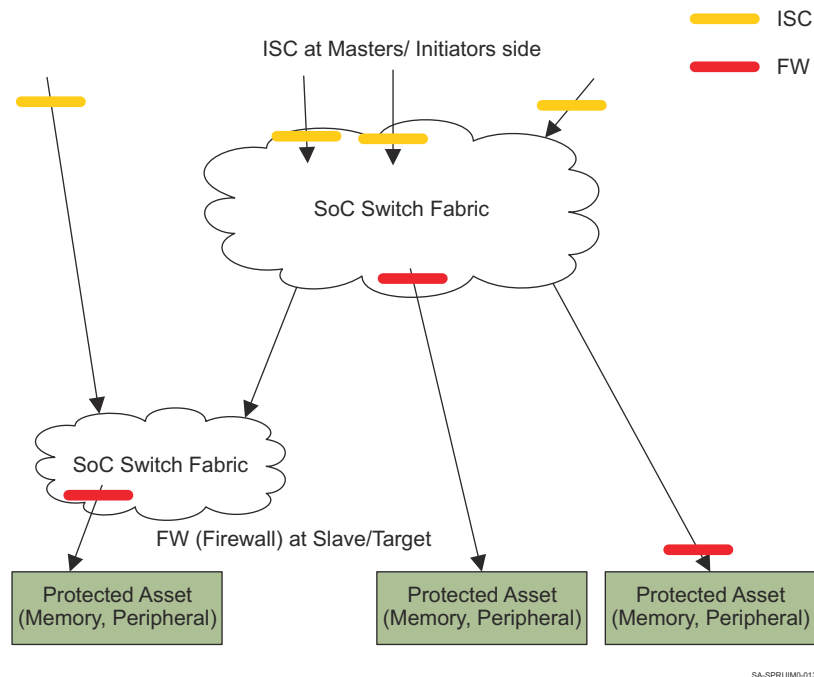 ISC
FW
ISC at Masters/ Initiators side
SoC Switch Fabric
SoC Switch Fabric
FW (Firewall) at Slave/Target
Protected Asset
(Memory, Peripheral)
Protected Asset
(Memory, Peripheral)
Protected Asset
(Memory, Peripheral)